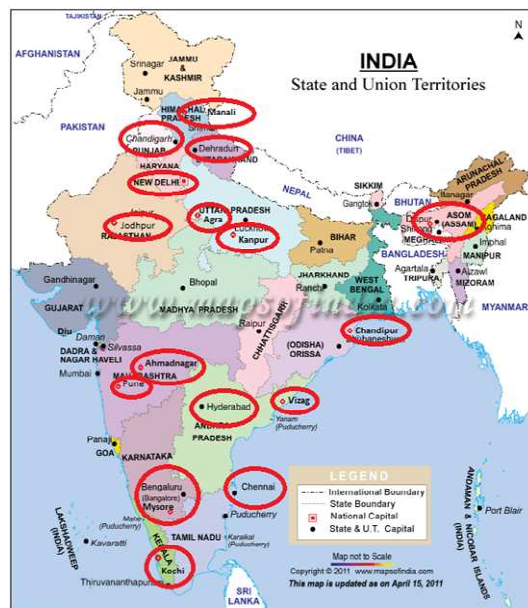 TAJIKISTAN
AFGHANISTAN
JAMMU
&
KASHMIR
Srinagar
Jammu
N
INDIA
State and Union Territories
HIMACHAL
PRADESH
Manali
PAKISTAN
Chandigarh
PUNJAB
Dehradun
CHINA
(TIBET)
HARYANA
NEW DELHI
NEPAL
SIKKIM
Gangtok
BHUTAN
ARUNACHAL
PRADESH
Jaipur
Jodhpur
RAJASTHAN
UTTAR PRADESH
Agra
Lucknow
Kanpur
BIHAR
Patna
Dispur
ASOM
(ASSAM)
Shillong
NAGALAND
Kohima
Imphal
MANIPUR
BANGLADESH
Agartala
TRIPURA
Aizawl
MIZORAM
MYANMAR
Gandhinagar
GUJARAT
Bhopal
MADHYA PRADESH
JHARKHAND
Ranchi
WEST
BENGAL
Kolkata
www.mapsofindia.com
Diu
Daman
Silvassa
DADRA &
NAGAR HAVELI
Mumbai
Raipur
CHHATTISGARH
(ODISHA)
ORISSA
Chandipur
Bhubaneshwar
Ahmadnagar
MAHARASHTRA
Pune
Hyderabad
ANDHRA
PRADESH
Vizag
Yanam
(Puducherry)
Panaji
GOA
KARNATAKA
Bengaluru
(Bangalore)
Mysore
Chennai
Mahe
(Puducherry)
Puducherry
Karaikal
(Puducherry)
TAMIL NADU
KERALA
Kochi
Thiruvananthapuram
LAKSHADWEEP
(INDIA)
Kavaratti
SRI
LANKA
ANDAMAN & NICOBAR ISLANDS
(INDIA)
Port Blair
LEGEND
International Boundary
State Boundary
National Capital
State & U.T. Capital
Map not to Scale
Copyright © 2011 www.mapsofindia.com
This map is updated as on April 15, 2011